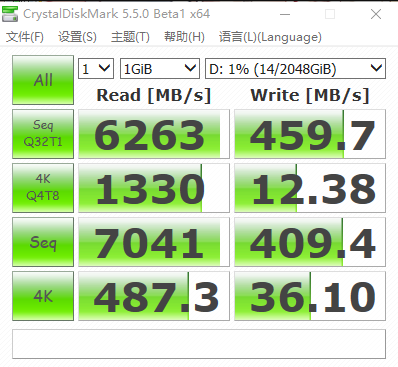 CrystalDiskMark 5.5.0 Beta1 x64
文件(F) 设置(S) 主题(T) 帮助(H) 语言(L)(Language)
All 1 1GiB D: 1% (14/2048GiB)
Read [MB/s] Write [MB/s]
Seq Q32T1 6263 459.7
4K Q4T8 1330 12.38
Seq 7041 409.4
4K 487.3 36.10